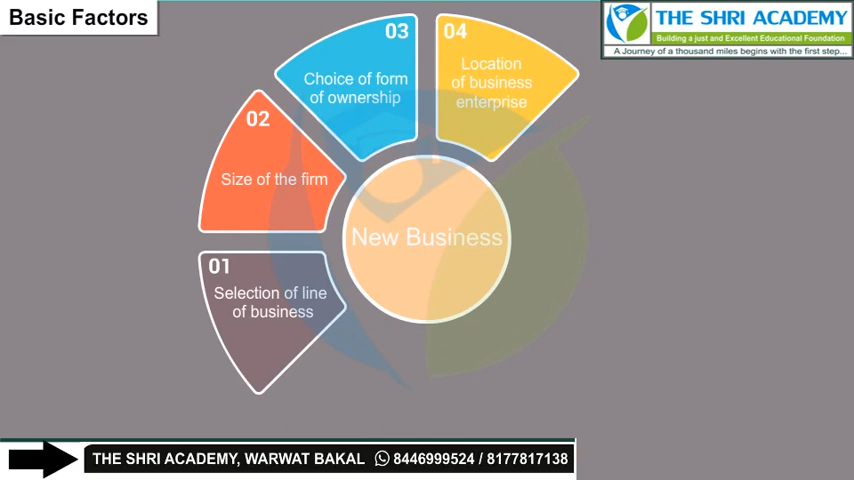 Basic Factors
THE SHRI ACADEMY
Building a just and Excellent Educational Foundation
A Journey of a thousand miles begins with the first step...
03
Choice of form
of ownership
04
Location
of business
enterprise
02
Size of the firm
New Business
01
Selection of line
of business
THE SHRI ACADEMY, WARWAT BAKAL 8446999524 / 8177817138